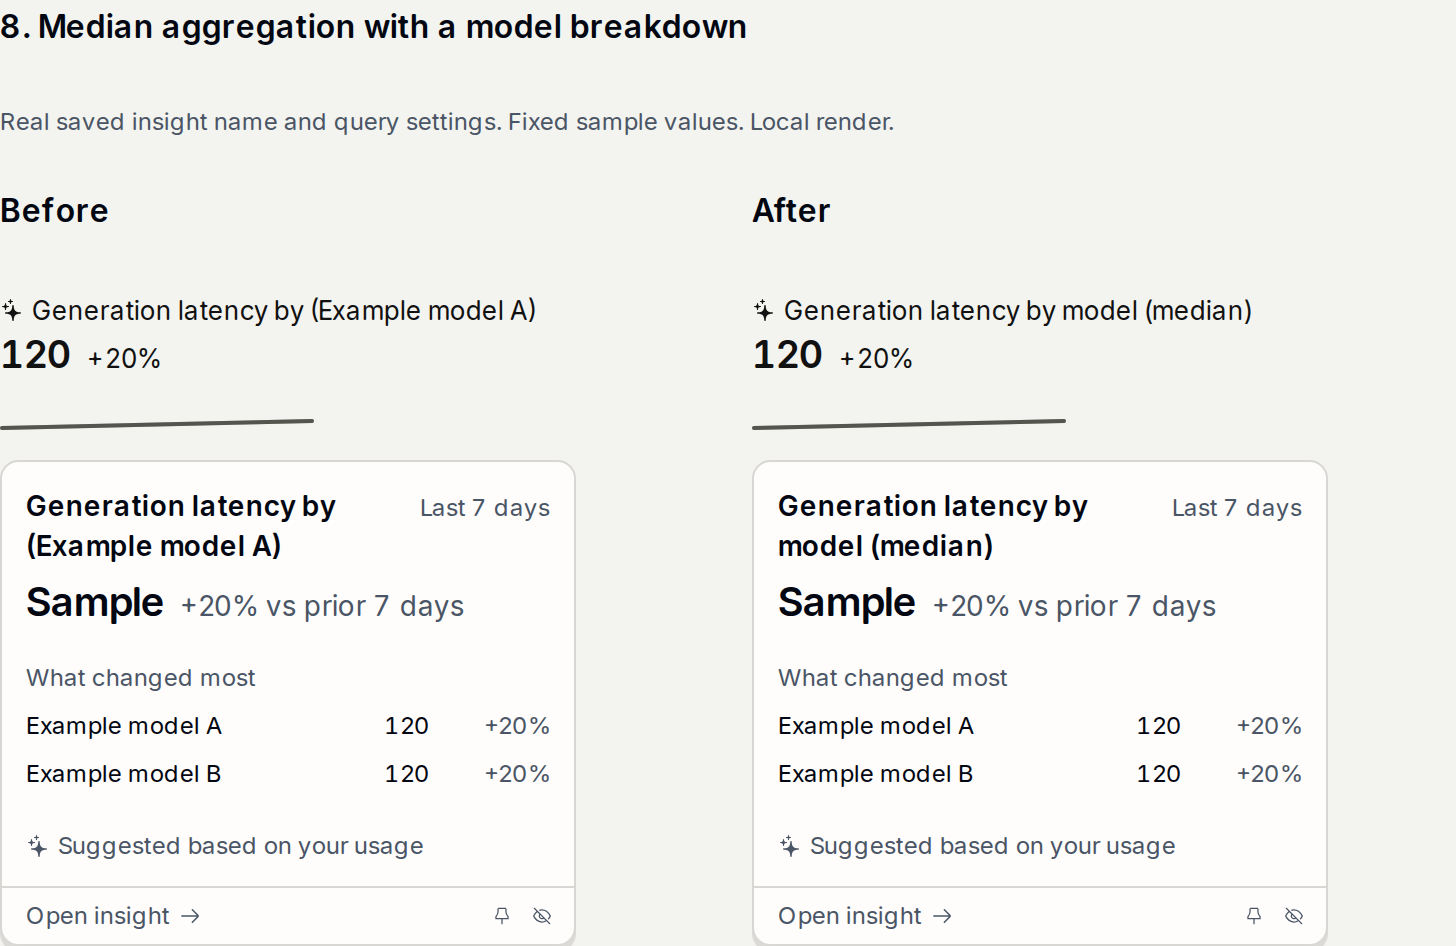 8. Median aggregation with a model breakdown
Real saved insight name and query settings. Fixed sample values. Local render.
Before
Generation latency by (Example model A)
120 +20%
Generation latency by
(Example model A)
Last 7 days
Sample +20% vs prior 7 days
What changed most
Example model A 120 +20%
Example model B 120 +20%
Suggested based on your usage
Open insight →
After
Generation latency by model (median)
120 +20%
Generation latency by
model (median)
Last 7 days
Sample +20% vs prior 7 days
What changed most
Example model A 120 +20%
Example model B 120 +20%
Suggested based on your usage
Open insight →